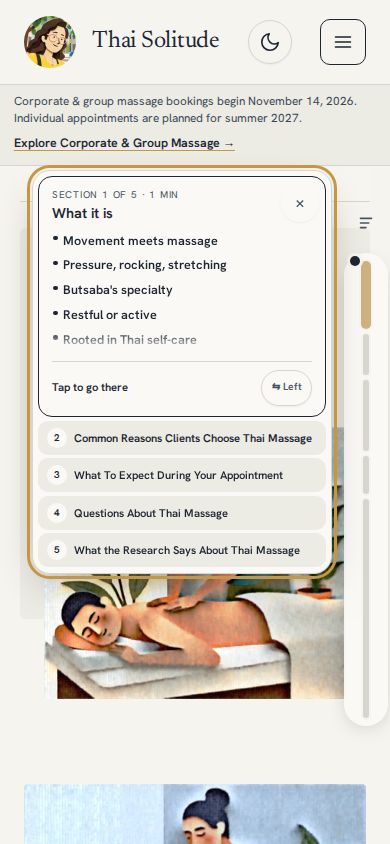 Thai Solitude
Corporate & group massage bookings begin November 14, 2026.
Individual appointments are planned for summer 2027.
Explore Corporate & Group Massage →
SECTION 1 OF 5 · 1 MIN
×
What it is
• Movement meets massage
• Pressure, rocking, stretching
• Butsaba's specialty
• Restful or active
• Rooted in Thai self-care
Tap to go there
⇆ Left
2 Common Reasons Clients Choose Thai Massage
3 What To Expect During Your Appointment
4 Questions About Thai Massage
5 What the Research Says About Thai Massage